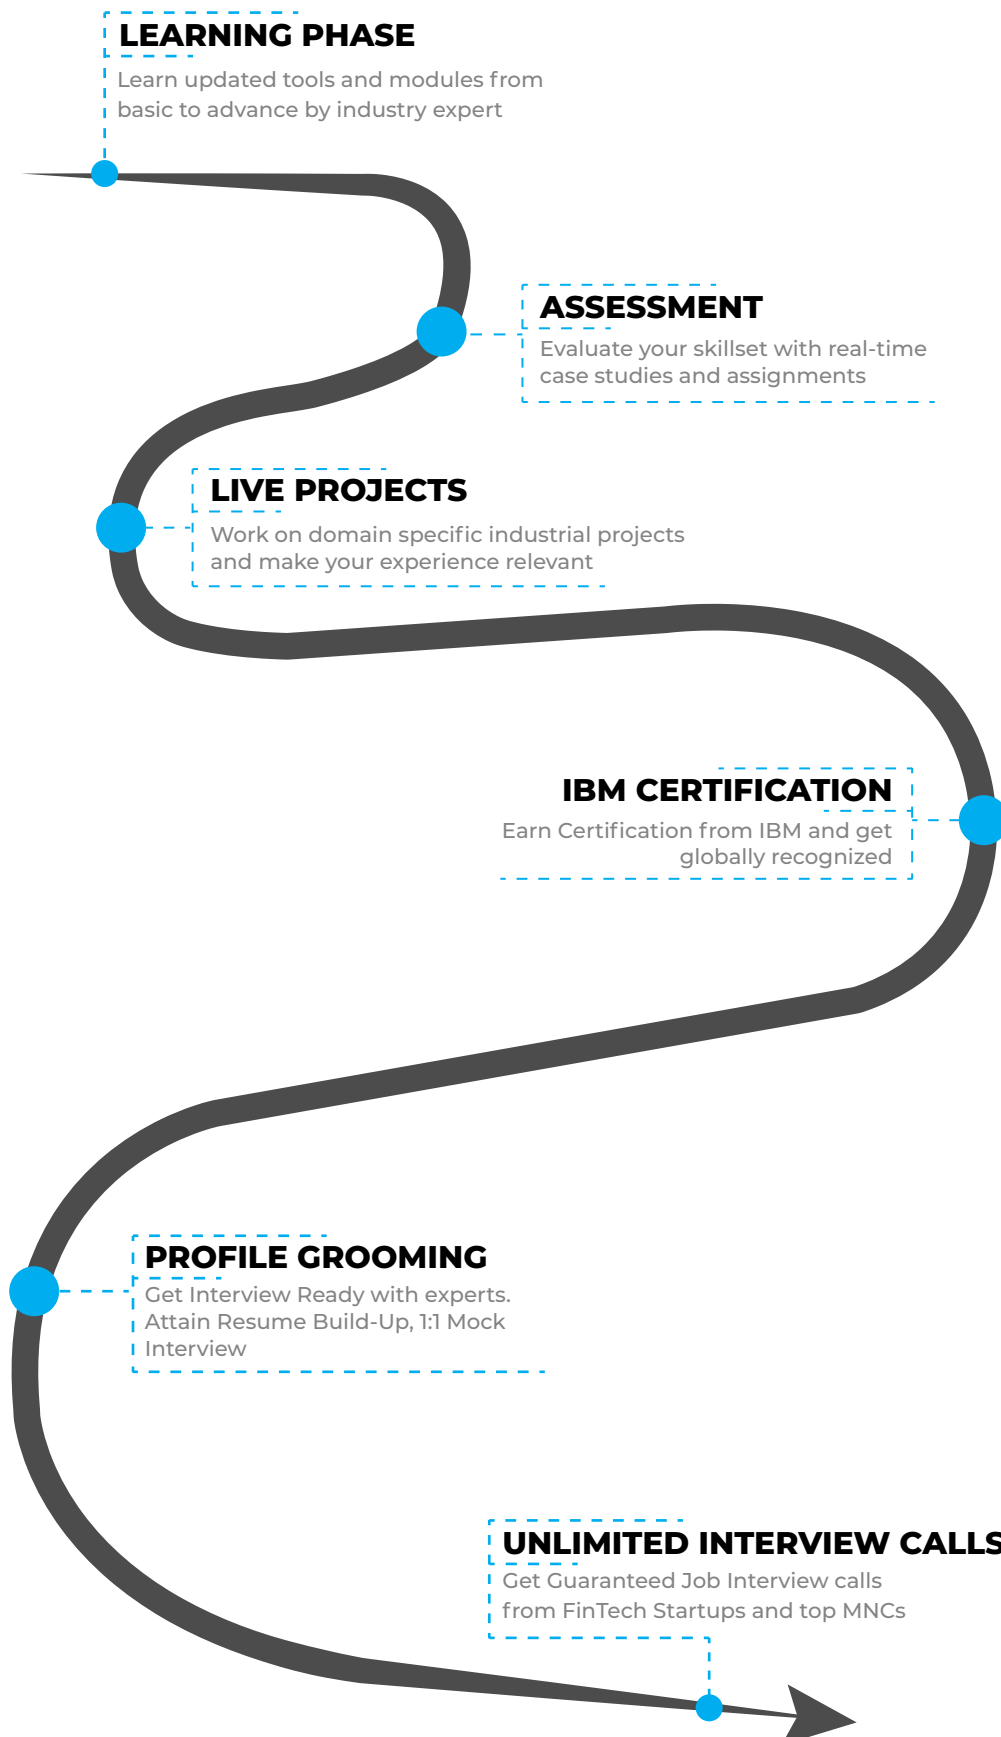 LEARNING PHASE
Learn updated tools and modules from
basic to advance by industry expert
ASSESSMENT
Evaluate your skillset with real-time
case studies and assignments
LIVE PROJECTS
Work on domain specific industrial projects
and make your experience relevant
IBM CERTIFICATION
Earn Certification from IBM and get
globally recognized
PROFILE GROOMING
Get Interview Ready with experts.
Attain Resume Build-Up, 1:1 Mock
Interview
UNLIMITED INTERVIEW CALLS
Get Guaranteed Job Interview calls
from FinTech Startups and top MNCs